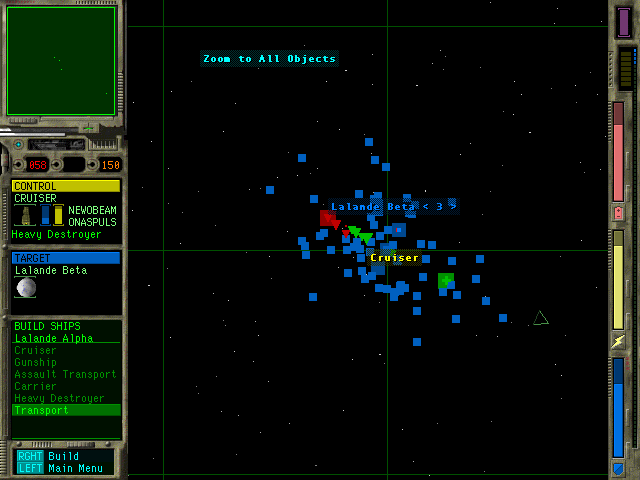 Zoom to All Objects
058
150
CONTROL
CRUISER
NEWOBEAM
ONASPULS
Heavy Destroyer
TARGET
Lalande Beta
Lalande Beta < 3 >
Cruiser
BUILD SHIPS
Lalande Alpha
Cruiser
Gunship
Assault Transport
Carrier
Heavy Destroyer
Transport
RGHT Build
LEFT Main Menu